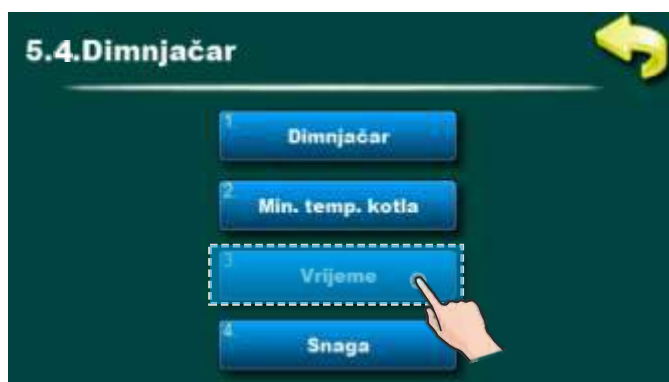 5.4.Dimnjačar
1
Dimnjačar
2
Min. temp. kotla
3
Vrijeme
4
Snaga